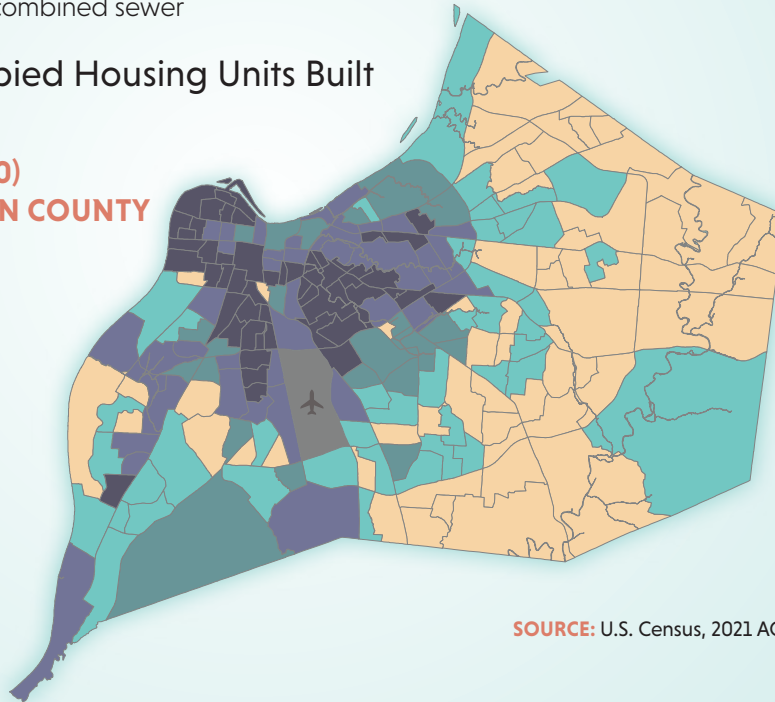 combined sewer
pied Housing Units Built
0)
N COUNTY
SOURCE: U.S. Census, 2021 AC